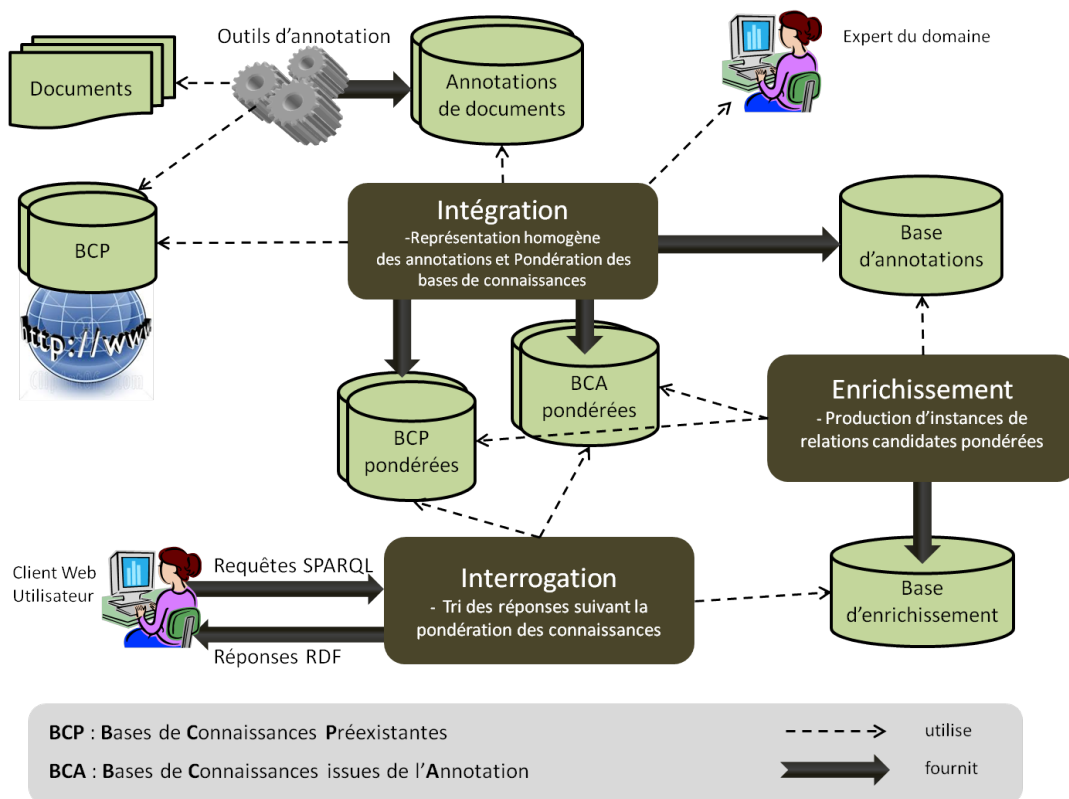 Outils d'annotation
Expert du domaine
Documents
Annotations
de documents
Intégration
-Représentation homogène
des annotations et Pondération des
bases de connaissances
BCP
http://www
Base
d'annotations
BCA
pondérées
Enrichissement
- Production d'instances de
relations candidates pondérées
BCP
pondérées
Client Web
Utilisateur
Requêtes SPARQL
Réponses RDF
Interrogation
- Tri des réponses suivant la
pondération des connaissances
Base
d'enrichissement
BCP : Bases de Connaissances Préexistantes
utilise
BCA : Bases de Connaissances issues de l'Annotation
fournit